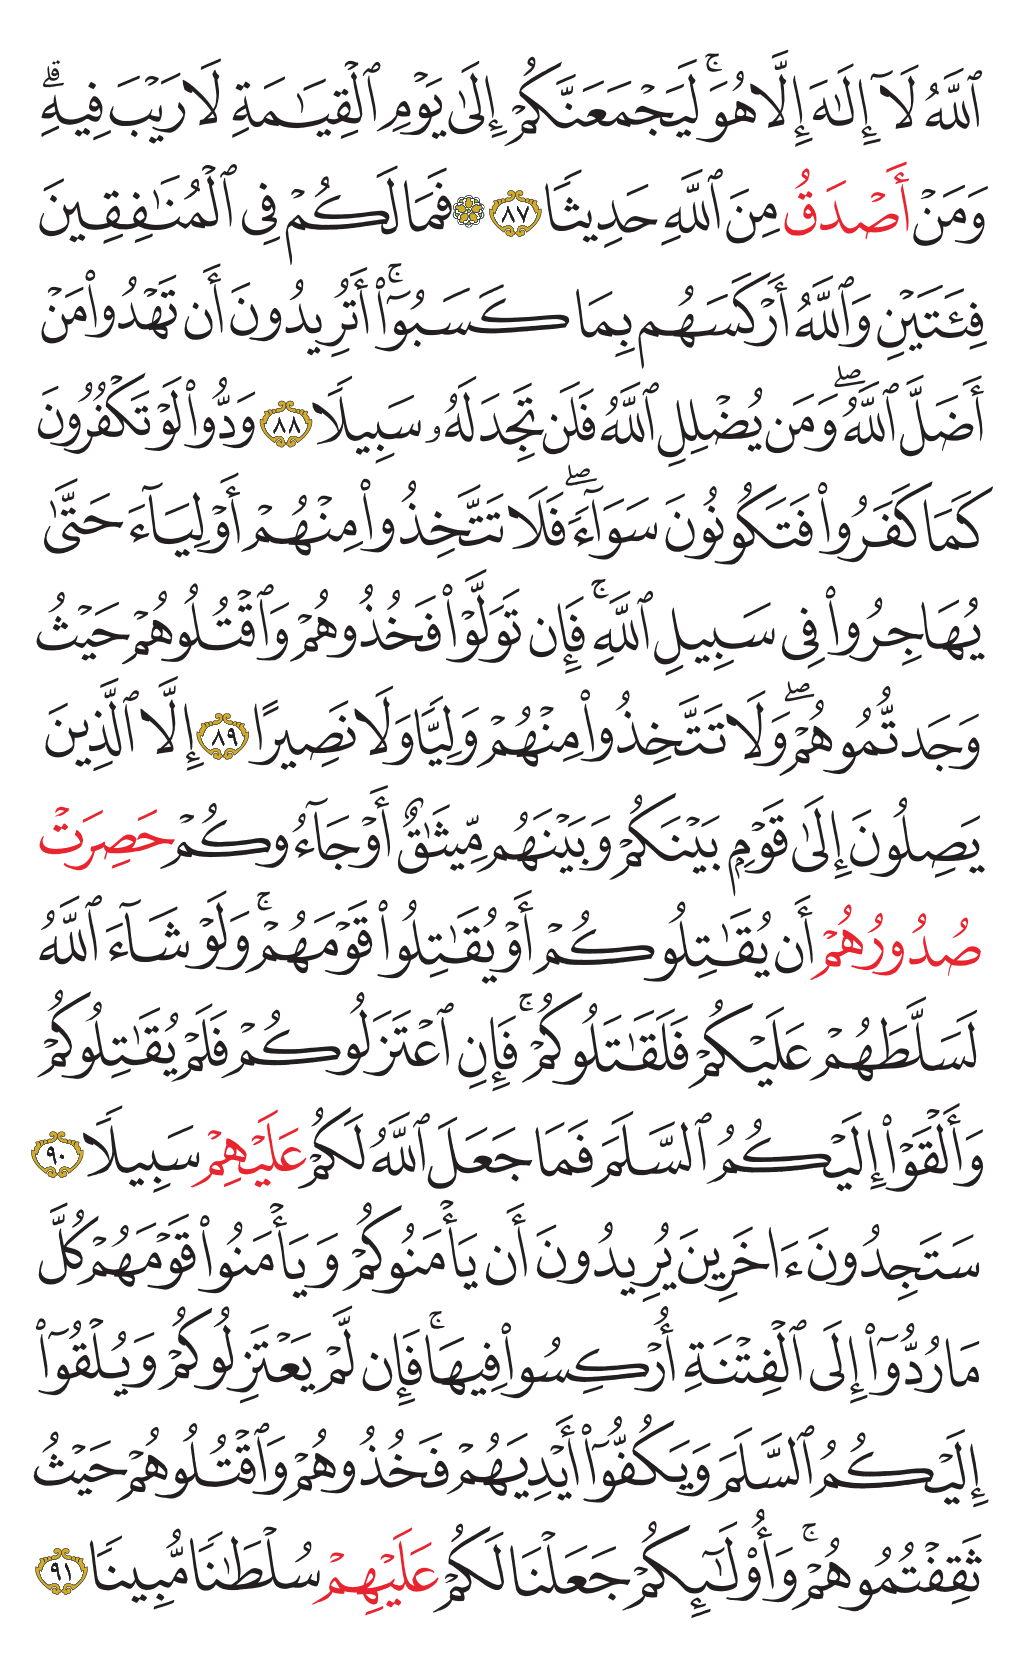 ٱللَّهُ لَآ إِلَٰهَ إِلَّا هُوَۚ لَيَجْمَعَنَّكُمْ إِلَىٰ يَوْمِ ٱلْقِيَٰمَةِ لَا رَيْبَ فِيهِۗ
وَمَنْ أَصْدَقُ مِنَ ٱللَّهِ حَدِيثًا ٨٧ ۞ فَمَا لَكُمْ فِى ٱلْمُنَٰفِقِينَ
فِئَتَيْنِ وَٱللَّهُ أَرْكَسَهُم بِمَا كَسَبُوٓا۟ۚ أَتُرِيدُونَ أَن تَهْدُوا۟ مَنْ
أَضَلَّ ٱللَّهُۖ وَمَن يُضْلِلِ ٱللَّهُ فَلَن تَجِدَ لَهُۥ سَبِيلًا ٨٨ وَدُّوا۟ لَوْ تَكْفُرُونَ
كَمَا كَفَرُوا۟ فَتَكُونُونَ سَوَآءًۖ فَلَا تَتَّخِذُوا۟ مِنْهُمْ أَوْلِيَآءَ حَتَّىٰ
يُهَاجِرُوا۟ فِى سَبِيلِ ٱللَّهِۚ فَإِن تَوَلَّوْا۟ فَخُذُوهُمْ وَٱقْتُلُوهُمْ حَيْثُ
وَجَدتُّمُوهُمْۖ وَلَا تَتَّخِذُوا۟ مِنْهُمْ وَلِيًّا وَلَا نَصِيرًا ٨٩ إِلَّا ٱلَّذِينَ
يَصِلُونَ إِلَىٰ قَوْمٍۭ بَيْنَكُمْ وَبَيْنَهُم مِّيثَٰقٌ أَوْ جَآءُوكُمْ حَصِرَتْ
صُدُورُهُمْ أَن يُقَٰتِلُوكُمْ أَوْ يُقَٰتِلُوا۟ قَوْمَهُمْۚ وَلَوْ شَآءَ ٱللَّهُ
لَسَلَّطَهُمْ عَلَيْكُمْ فَلَقَٰتَلُوكُمْۚ فَإِنِ ٱعْتَزَلُوكُمْ فَلَمْ يُقَٰتِلُوكُمْ
وَأَلْقَوْا۟ إِلَيْكُمُ ٱلسَّلَمَ فَمَا جَعَلَ ٱللَّهُ لَكُمْ عَلَيْهِمْ سَبِيلًا ٩٠
سَتَجِدُونَ ءَاخَرِينَ يُرِيدُونَ أَن يَأْمَنُوكُمْ وَيَأْمَنُوا۟ قَوْمَهُمْ كُلَّ
مَا رُدُّوٓا۟ إِلَى ٱلْفِتْنَةِ أُرْكِسُوا۟ فِيهَاۚ فَإِن لَّمْ يَعْتَزِلُوكُمْ وَيُلْقُوٓا۟
إِلَيْكُمُ ٱلسَّلَمَ وَيَكُفُّوٓا۟ أَيْدِيَهُمْ فَخُذُوهُمْ وَٱقْتُلُوهُمْ حَيْثُ
ثَقِفْتُمُوهُمْۚ وَأُو۟لَٰٓئِكُمْ جَعَلْنَا لَكُمْ عَلَيْهِمْ سُلْطَٰنًا مُّبِينًا ٩١